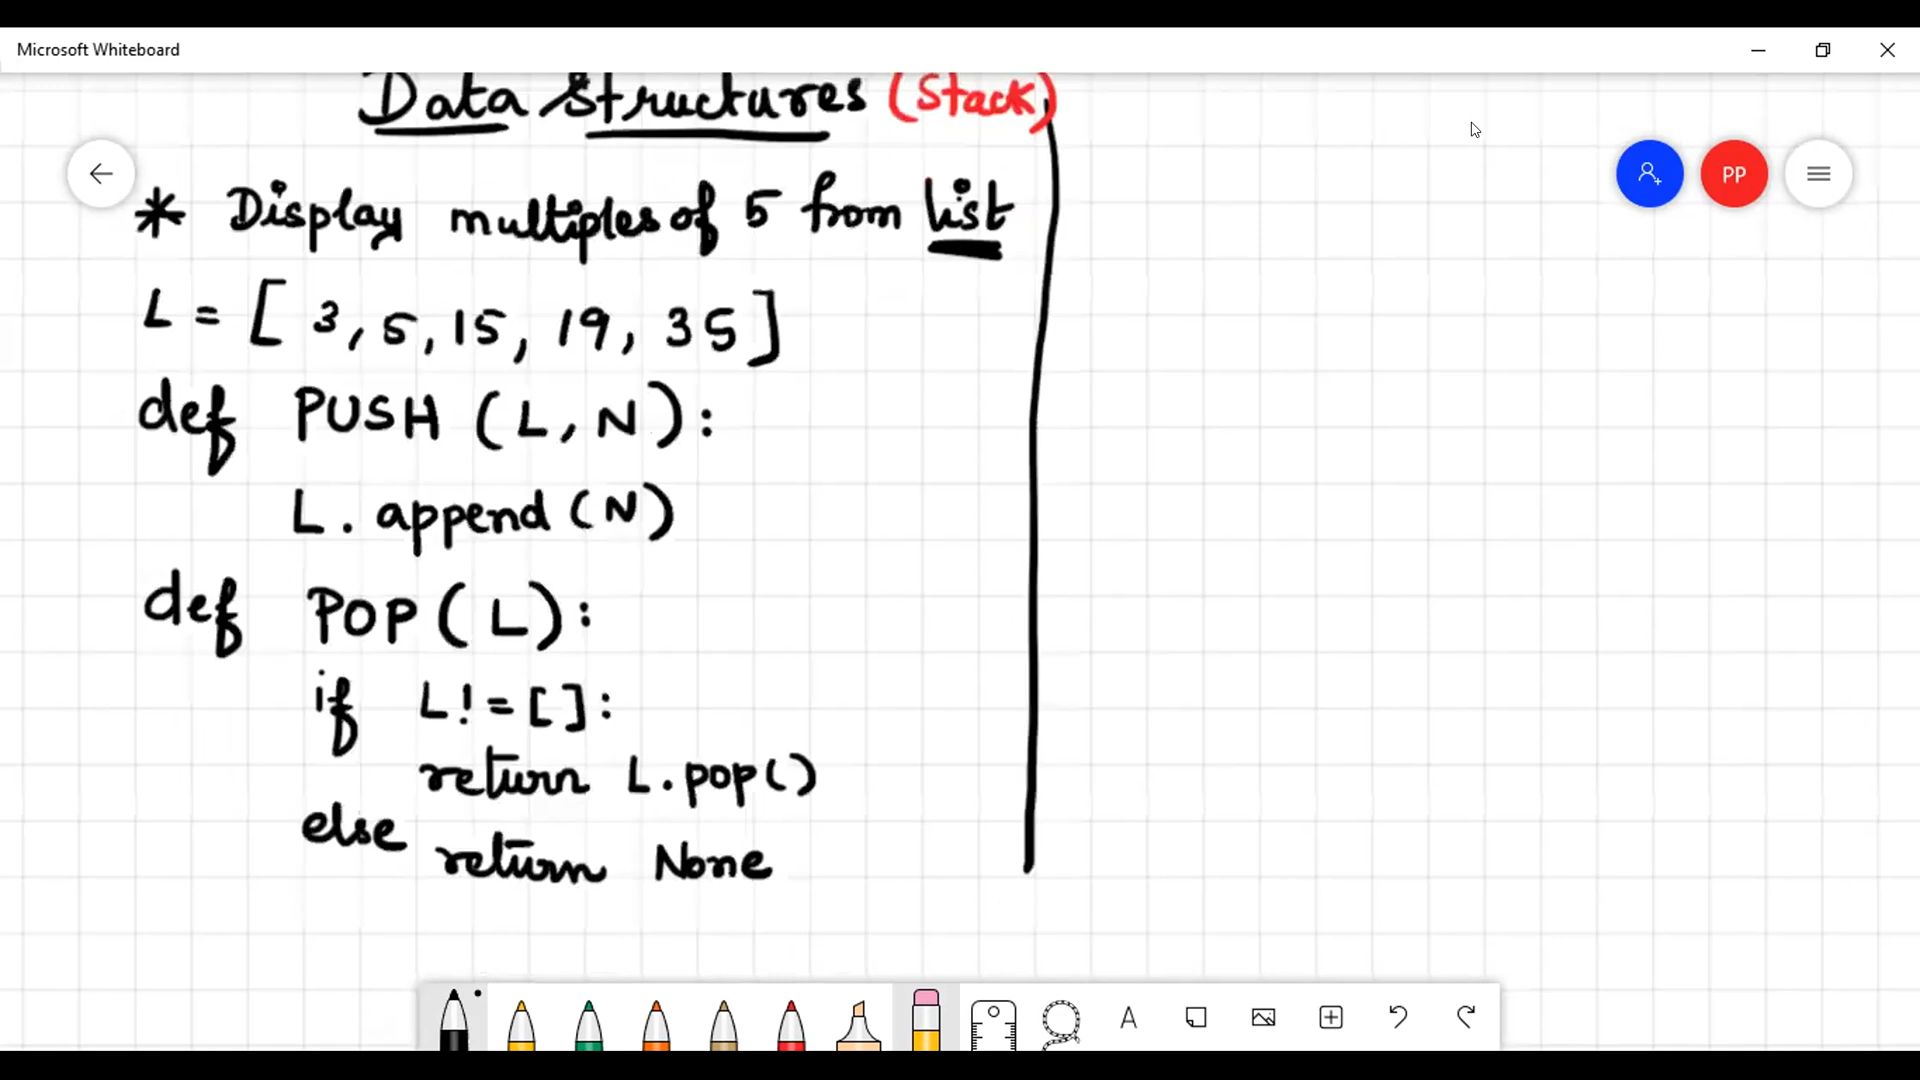 Microsoft Whiteboard
Data Structures (Stack)
* Display multiples of 5 from list
PP
L = [ 3, 5, 15, 19, 35 ]
def PUSH (L, N):
L. append (N)
def POP ( L ):
if L! = [ ]:
return L. pop()
else
return None
A